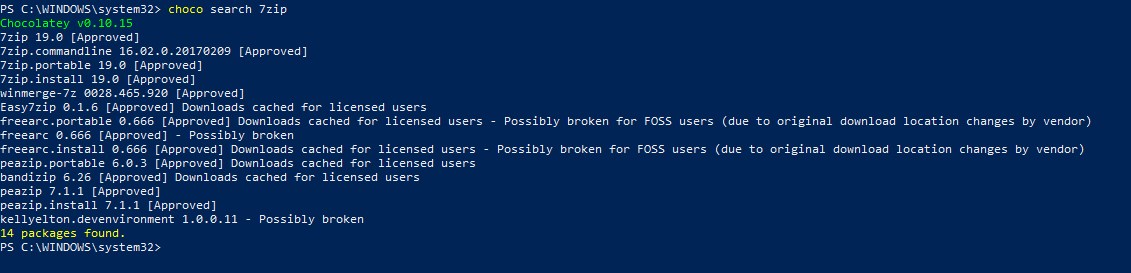 PS C:\WINDOWS\system32> choco search 7zip
Chocolatey v0.10.15
7zip 19.0 [Approved]
7zip.commandline 16.02.0.20170209 [Approved]
7zip.portable 19.0 [Approved]
7zip.install 19.0 [Approved]
winmerge-7z 0028.465.920 [Approved]
Easy7zip 0.1.6 [Approved] Downloads cached for licensed users
freearc.portable 0.666 [Approved] Downloads cached for licensed users - Possibly broken for FOSS users (due to original download location changes by vendor)
freearc 0.666 [Approved] - Possibly broken
freearc.install 0.666 [Approved] Downloads cached for licensed users - Possibly broken for FOSS users (due to original download location changes by vendor)
peazip.portable 6.0.3 [Approved] Downloads cached for licensed users
bandizip 6.26 [Approved] Downloads cached for licensed users
peazip 7.1.1 [Approved]
peazip.install 7.1.1 [Approved]
kellyelton.devenvironment 1.0.0.11 - Possibly broken
14 packages found.
PS C:\WINDOWS\system32>